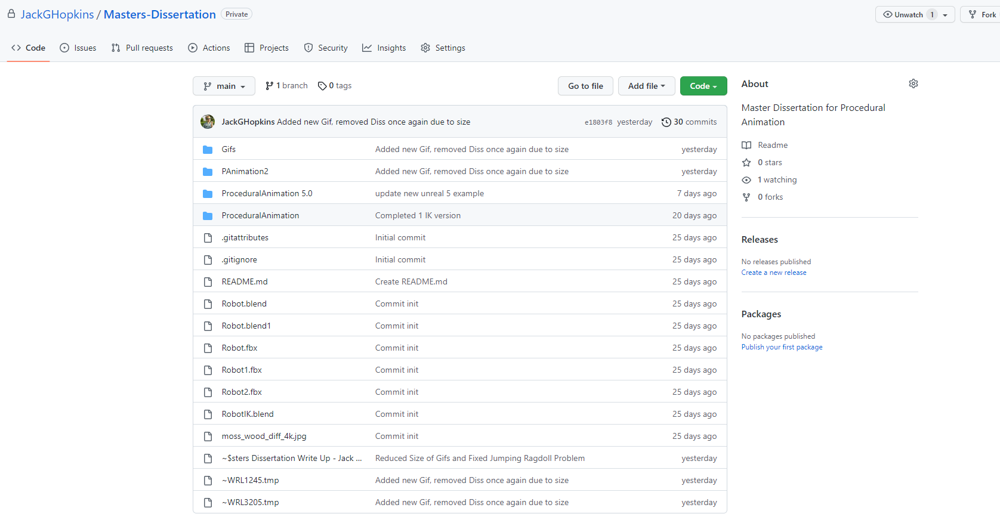 JackGHopkins / Masters-Dissertation Private
Unwatch 1 Fork
Code Issues Pull requests Actions Projects Security Insights Settings
main 1 branch 0 tags Go to file Add file Code
JackGHopkins Added new Gif, removed Diss once again due to size e1803f8 yesterday 30 commits
Gifs Added new Gif, removed Diss once again due to size yesterday
PAnimation2 Added new Gif, removed Diss once again due to size yesterday
ProceduralAnimation 5.0 update new unreal 5 example 7 days ago
ProceduralAnimation Completed 1 IK version 20 days ago
.gitattributes Initial commit 25 days ago
.gitignore Initial commit 25 days ago
README.md Create README.md 25 days ago
Robot.blend Commit init 25 days ago
Robot.blend1 Commit init 25 days ago
Robot.fbx Commit init 25 days ago
Robot1.fbx Commit init 25 days ago
Robot2.fbx Commit init 25 days ago
RobotIK.blend Commit init 25 days ago
moss_wood_diff_4k.jpg Commit init 25 days ago
~$sters Dissertation Write Up - Jack ... Reduced Size of Gifs and Fixed Jumping Ragdoll Problem yesterday
~WRL1245.tmp Added new Gif, removed Diss once again due to size yesterday
~WRL3205.tmp Added new Gif, removed Diss once again due to size yesterday
About
Master Dissertation for Procedural
Animation
Readme
0 stars
1 watching
0 forks
Releases
No releases published
Create a new release
Packages
No packages published
Publish your first package